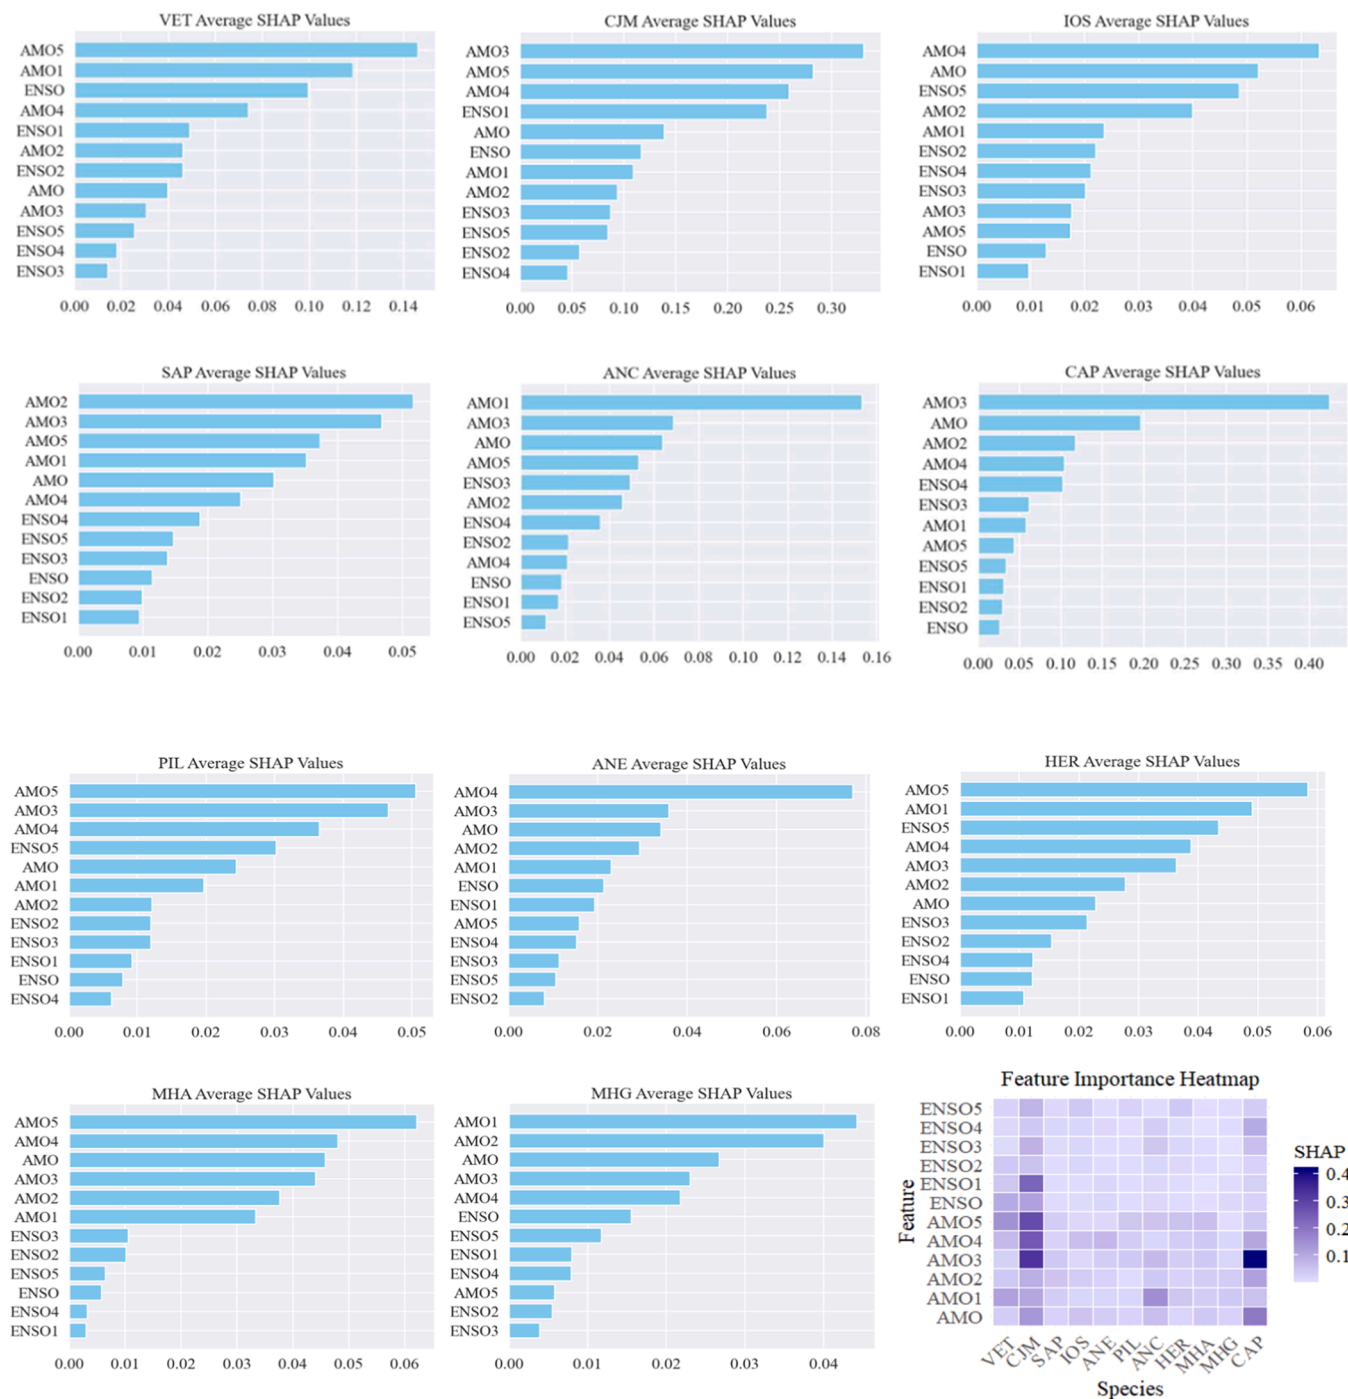 VET Average SHAP Values
AMO5
AMO1
ENSO
AMO4
ENSO1
AMO2
ENSO2
AMO
AMO3
ENSO5
ENSO4
ENSO3
0.00 0.02 0.04 0.06 0.08 0.10 0.12 0.14
CJM Average SHAP Values
AMO3
AMO5
AMO4
ENSO1
AMO
ENSO
AMO1
AMO2
ENSO3
ENSO5
ENSO2
ENSO4
0.00 0.05 0.10 0.15 0.20 0.25 0.30
IOS Average SHAP Values
AMO4
AMO
ENSO5
AMO2
AMO1
ENSO2
ENSO4
ENSO3
AMO3
AMO5
ENSO
ENSO1
0.00 0.01 0.02 0.03 0.04 0.05 0.06
SAP Average SHAP Values
AMO2
AMO3
AMO5
AMO1
AMO
AMO4
ENSO4
ENSO5
ENSO3
ENSO
ENSO2
ENSO1
0.00 0.01 0.02 0.03 0.04 0.05
ANC Average SHAP Values
AMO1
AMO3
AMO
AMO5
ENSO3
AMO2
ENSO4
ENSO2
AMO4
ENSO
ENSO1
ENSO5
0.00 0.02 0.04 0.06 0.08 0.10 0.12 0.14 0.16
CAP Average SHAP Values
AMO3
AMO
AMO2
AMO4
ENSO4
ENSO3
AMO1
AMO5
ENSO5
ENSO1
ENSO2
ENSO
0.00 0.05 0.10 0.15 0.20 0.25 0.30 0.35 0.40
PIL Average SHAP Values
AMO5
AMO3
AMO4
ENSO5
AMO
AMO1
AMO2
ENSO2
ENSO3
ENSO1
ENSO
ENSO4
0.00 0.01 0.02 0.03 0.04 0.05
ANE Average SHAP Values
AMO4
AMO3
AMO
AMO2
AMO1
ENSO
ENSO1
AMO5
ENSO4
ENSO3
ENSO5
ENSO2
0.00 0.02 0.04 0.06 0.08
HER Average SHAP Values
AMO5
AMO1
ENSO5
AMO4
AMO3
AMO2
AMO
ENSO3
ENSO2
ENSO4
ENSO
ENSO1
0.00 0.01 0.02 0.03 0.04 0.05 0.06
MHA Average SHAP Values
AMO5
AMO4
AMO
AMO3
AMO2
AMO1
ENSO3
ENSO2
ENSO5
ENSO
ENSO4
ENSO1
0.00 0.01 0.02 0.03 0.04 0.05 0.06
MHG Average SHAP Values
AMO1
AMO2
AMO
AMO3
AMO4
ENSO
ENSO5
ENSO1
ENSO4
AMO5
ENSO2
ENSO3
0.00 0.01 0.02 0.03 0.04
Feature Importance Heatmap
Feature
ENSO5
ENSO4
ENSO3
ENSO2
ENSO1
ENSO
AMO5
AMO4
AMO3
AMO2
AMO1
AMO
VET CJM SAP IOS ANE PIL ANC HER MHA MHG CAP
Species
SHAP
0.4
0.3
0.2
0.1